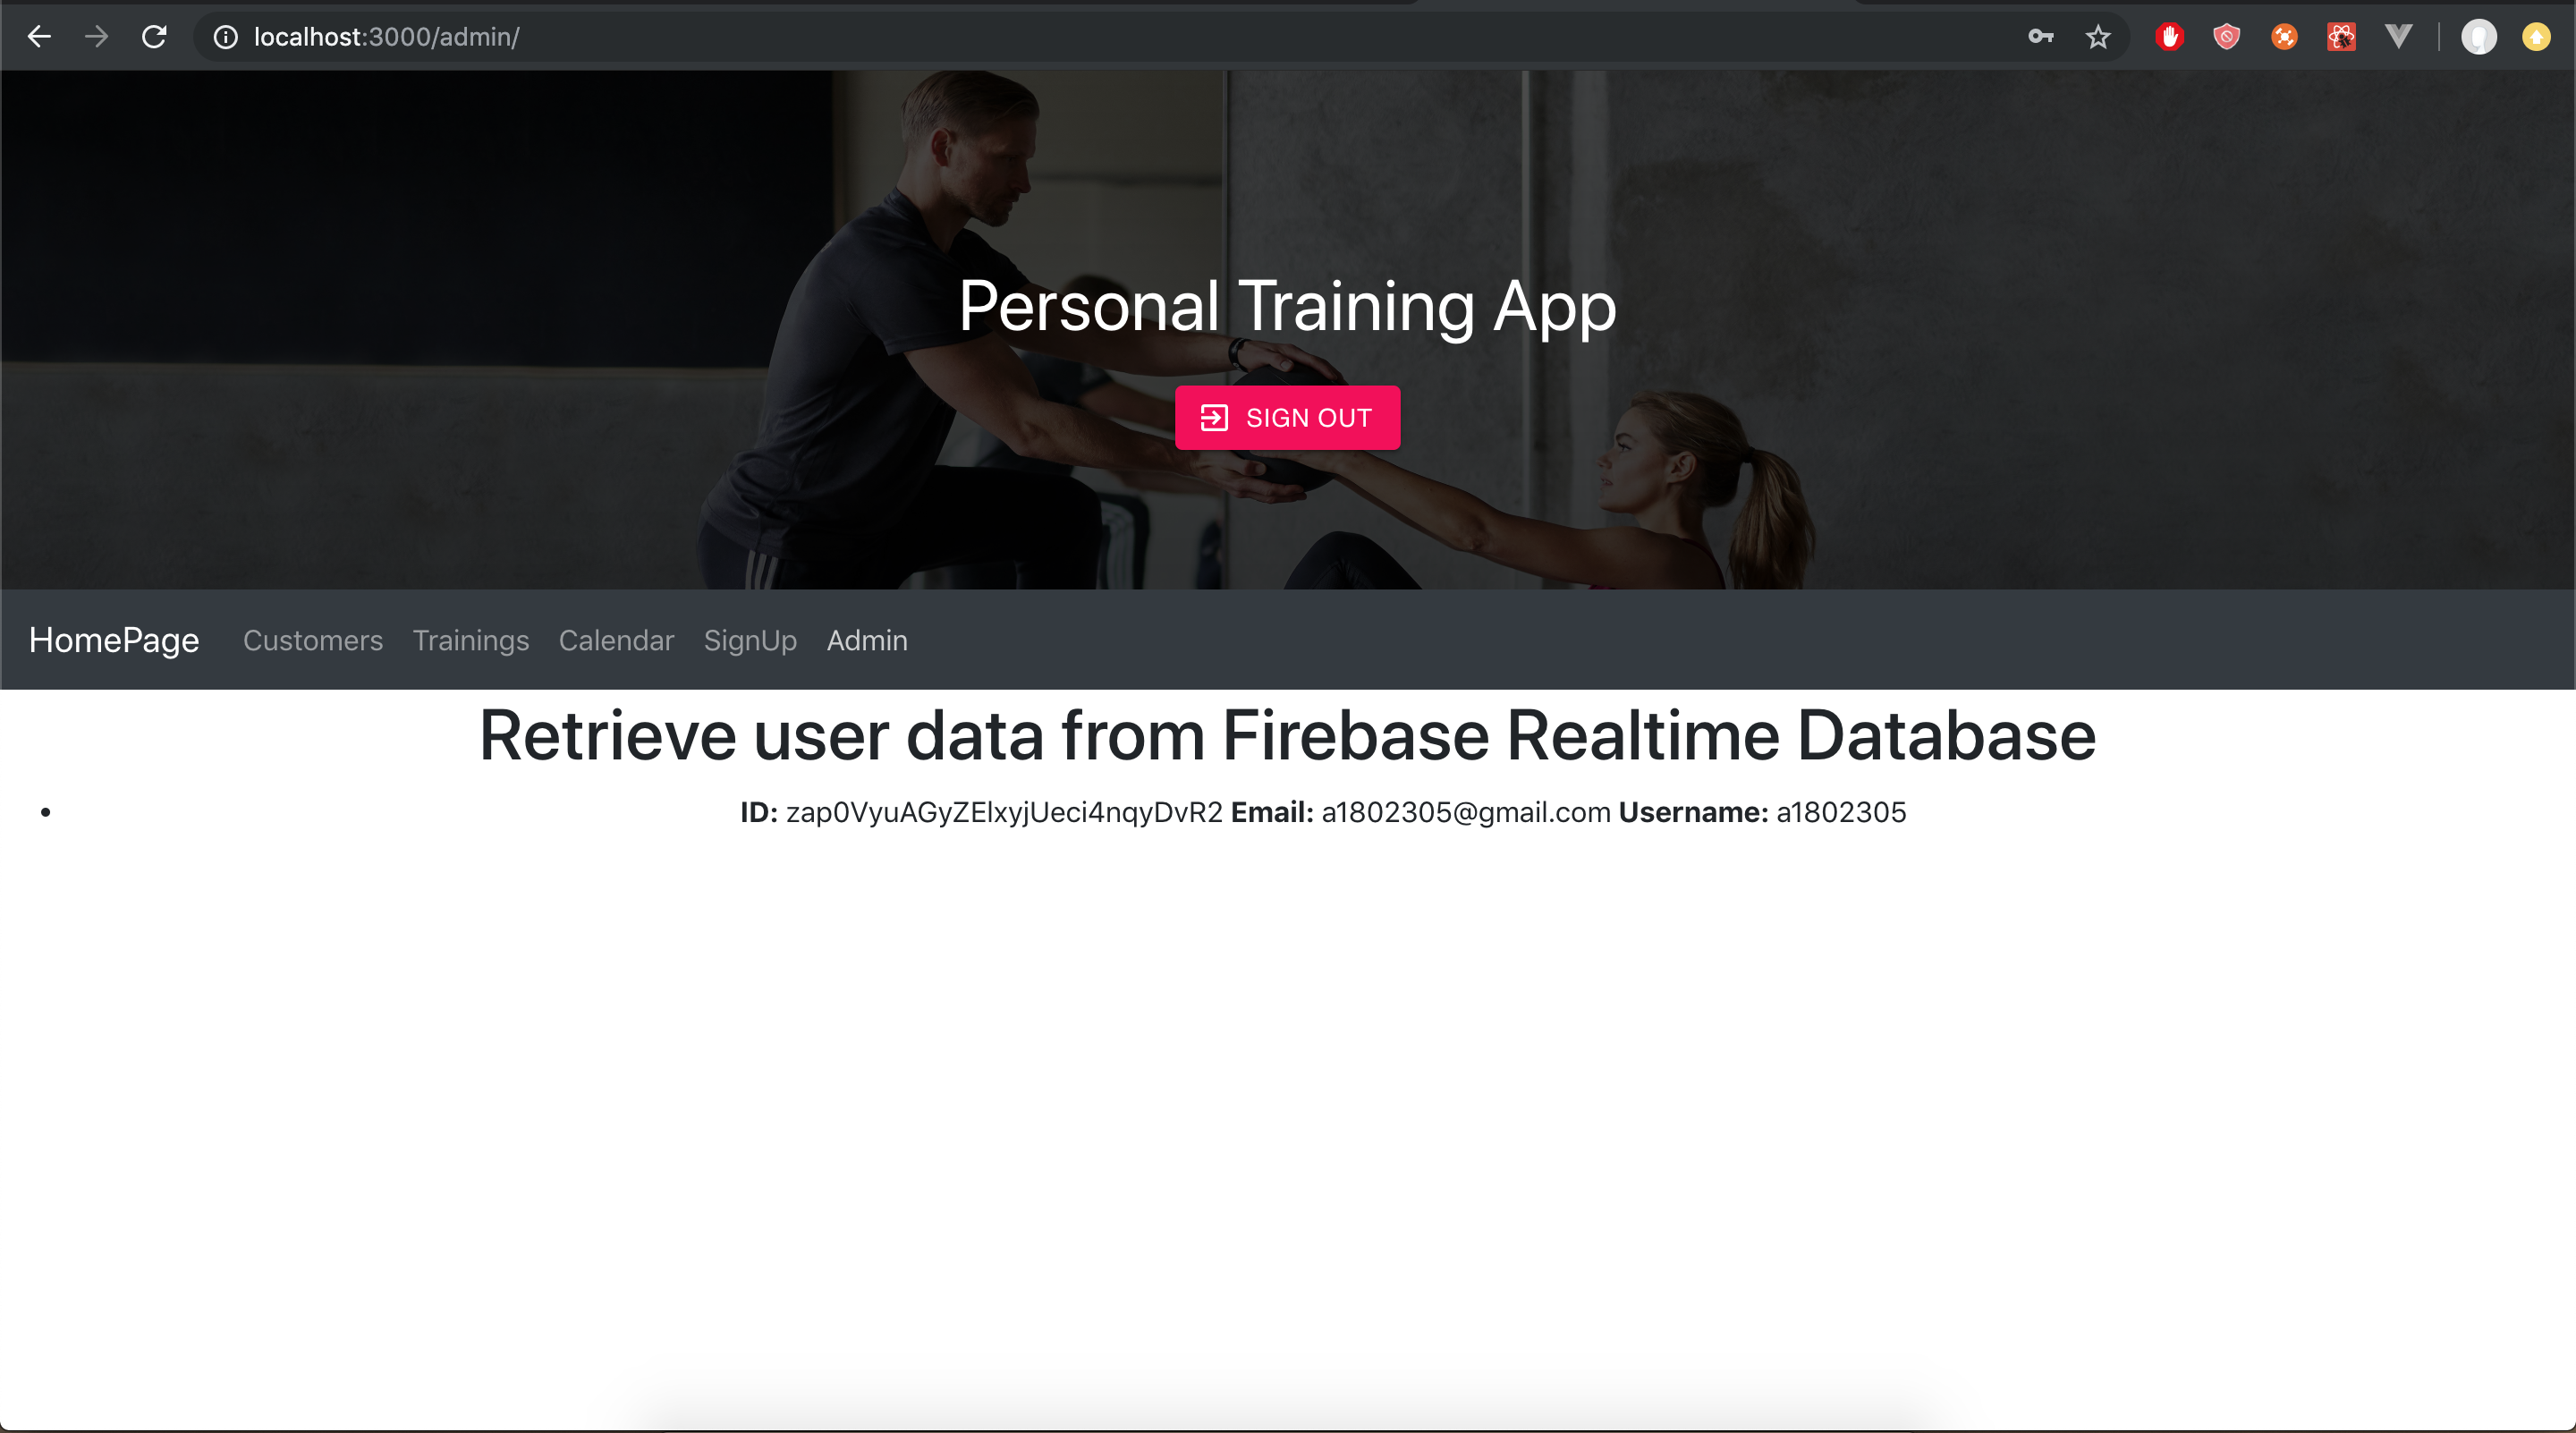 localhost:3000/admin/
Personal Training App
SIGN OUT
HomePage Customers Trainings Calendar SignUp Admin
Retrieve user data from Firebase Realtime Database
ID: zap0VyuAGyZElxyjUeci4nqyDvR2 Email: a1802305@gmail.com Username: a1802305